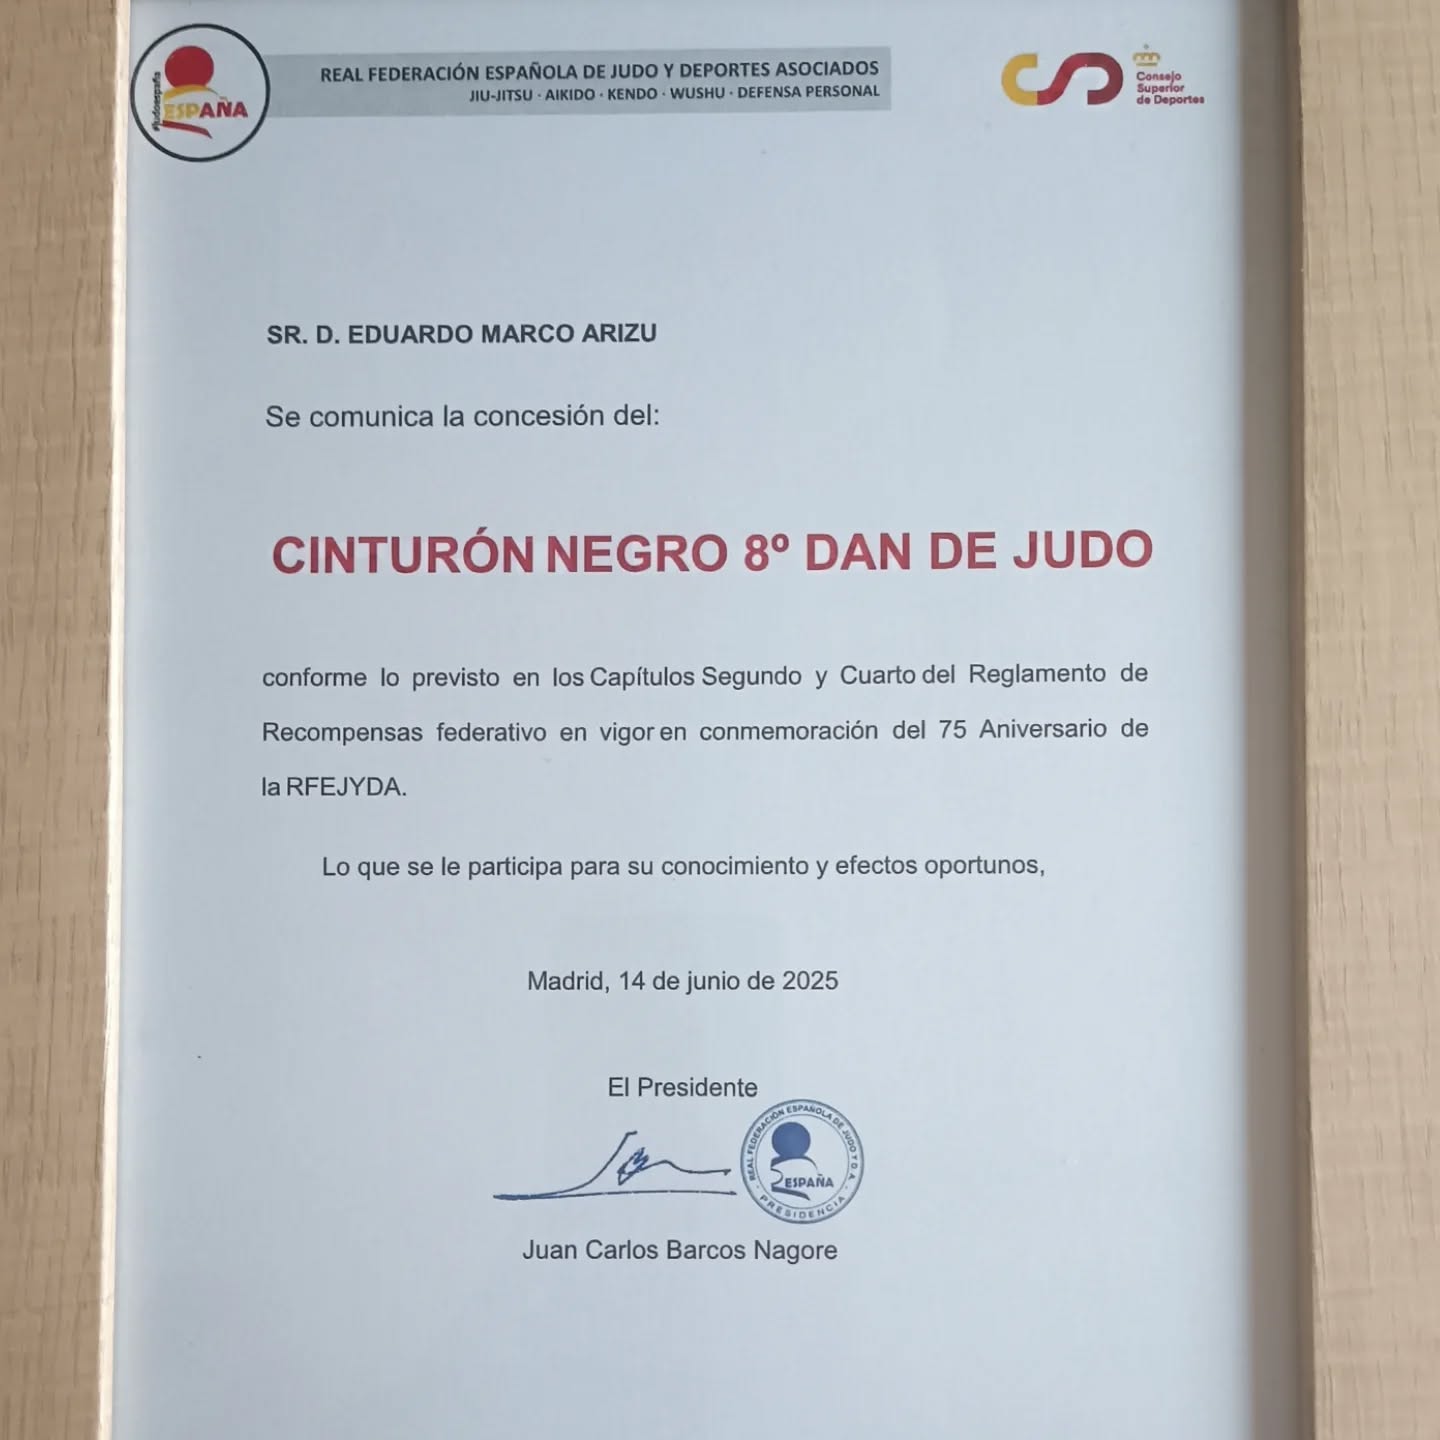 #judoespaña
ESPAÑA
REAL FEDERACIÓN ESPAÑOLA DE JUDO Y DEPORTES ASOCIADOS
JIU-JITSU · AIKIDO · KENDO · WUSHU · DEFENSA PERSONAL
Consejo
Superior
de Deportes
SR. D. EDUARDO MARCO ARIZU
Se comunica la concesión del:
CINTURÓN NEGRO 8º DAN DE JUDO
conforme lo previsto en los Capítulos Segundo y Cuarto del Reglamento de
Recompensas federativo en vigor en conmemoración del 75 Aniversario de
la RFEJYDA.
Lo que se le participa para su conocimiento y efectos oportunos,
Madrid, 14 de junio de 2025
El Presidente
REAL FEDERACIÓN ESPAÑOLA DE JUDO Y D.A.
ESPAÑA
· PRESIDENCIA ·
Juan Carlos Barcos Nagore